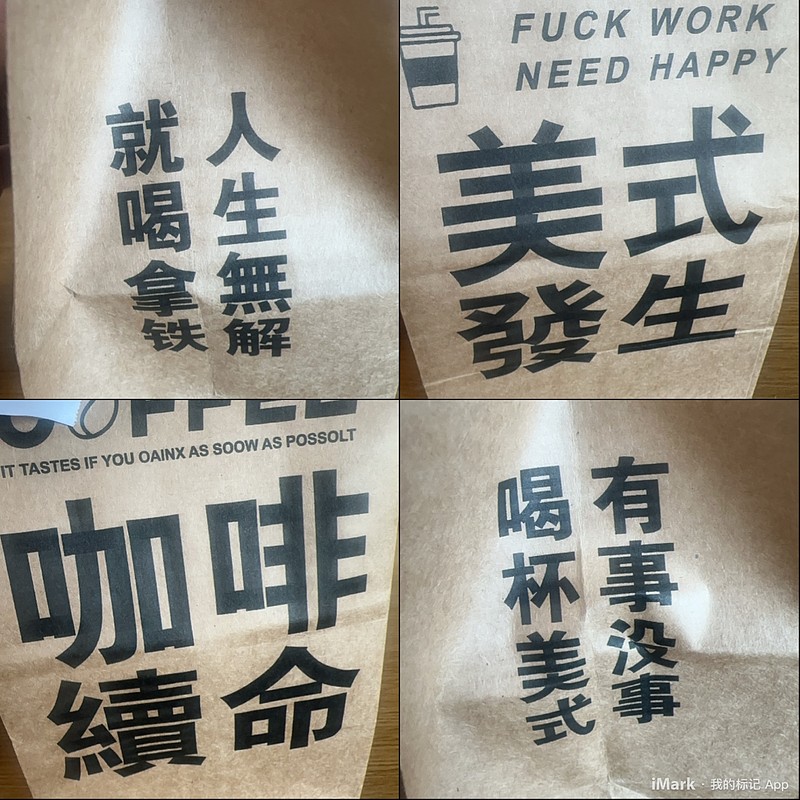 人生無解
就喝拿铁
FUCK WORK
NEED HAPPY
美式
發生
COFFEE
IT TASTES IF YOU OAINX AS SOOW AS POSSOLT
咖啡
續命
有事没事
喝杯美式
iMark · 我的标记 App